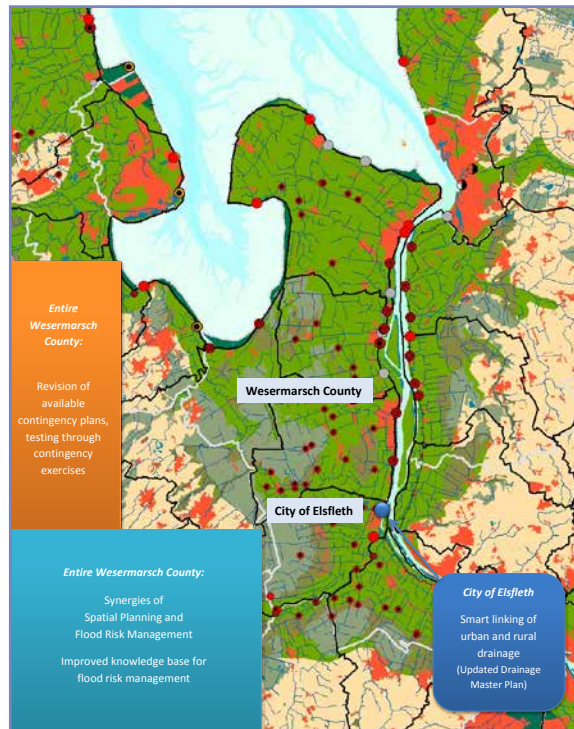 Entire
Wesermarsch
County:
Revision of
available
contingency plans,
testing through
contingency
exercises
Wesermarsch County
City of Elsfleth
Entire Wesermarsch County:
Synergies of
Spatial Planning and
Flood Risk Management
Improved knowledge base for
flood risk management
City of Elsfleth
Smart linking of
urban and rural
drainage
(Updated Drainage
Master Plan)